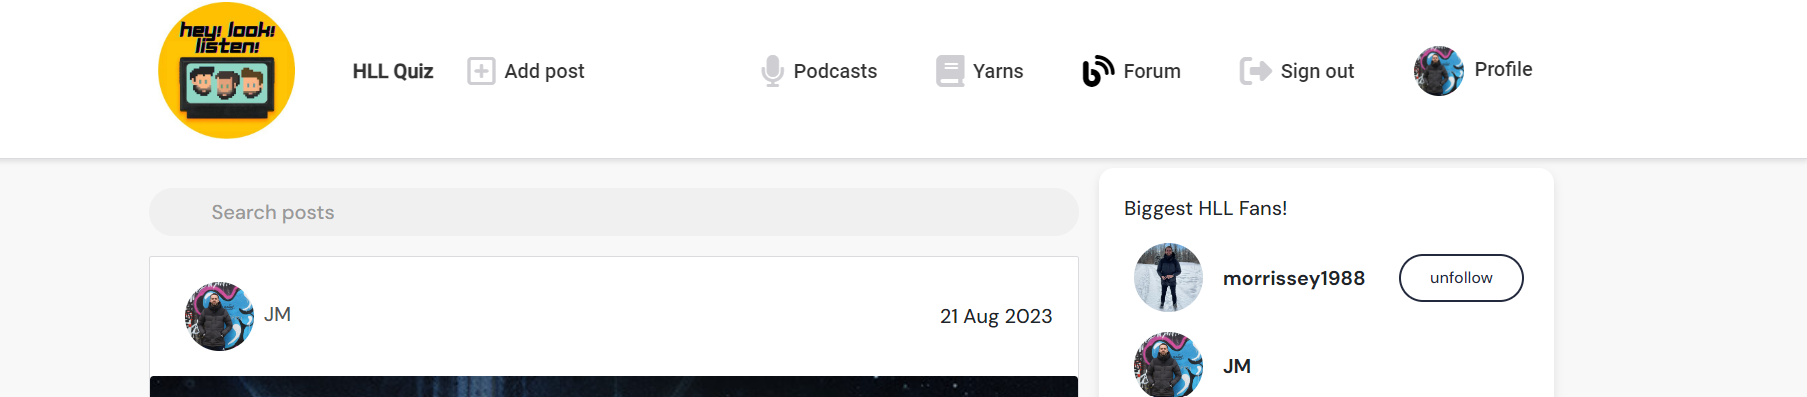 hey! look!
listen!
HLL Quiz Add post Podcasts Yarns Forum Sign out Profile
Search posts
JM
21 Aug 2023
Biggest HLL Fans!
morrissey1988 unfollow
JM